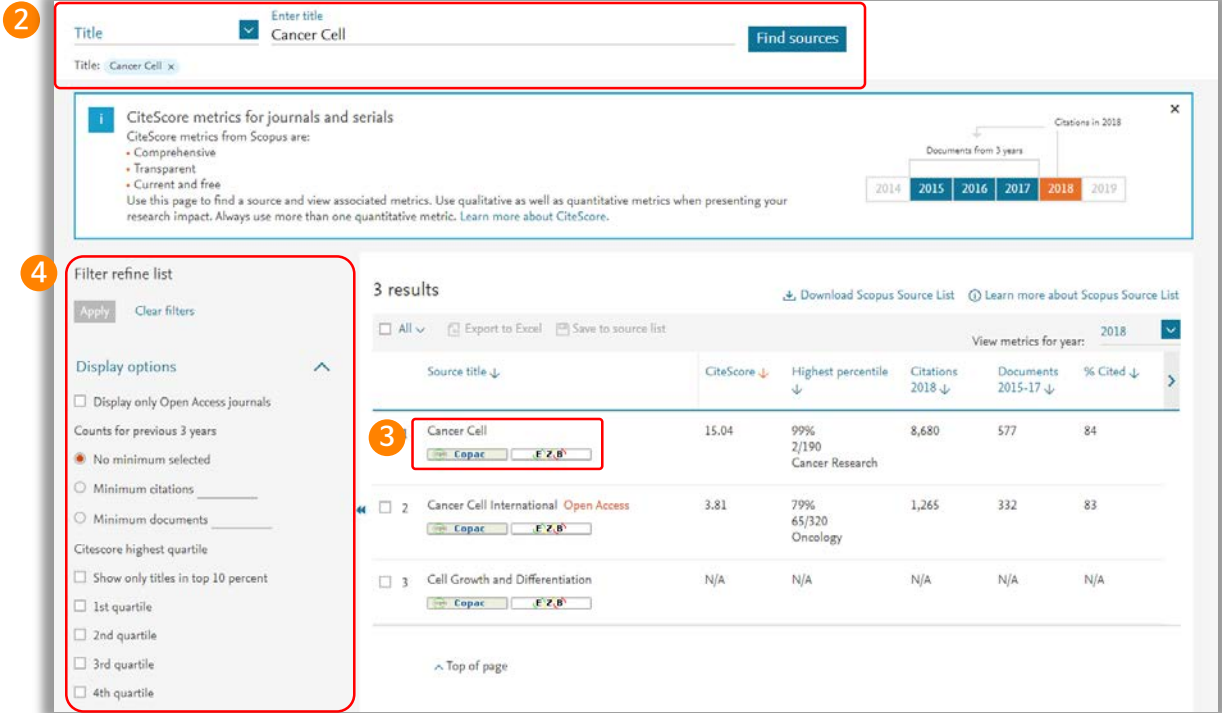 2
Title
Enter title
Cancer Cell
Find sources
Title: Cancer Cell x
i
CiteScore metrics for journals and serials
CiteScore metrics from Scopus are:
• Comprehensive
• Transparent
• Current and free
Use this page to find a source and view associated metrics. Use qualitative as well as quantitative metrics when presenting your
research impact. Always use more than one quantitative metric. Learn more about CiteScore.
×
Citations in 2018
Documents from 3 years
2014 2015 2016 2017 2018 2019
4
Filter refine list
Apply Clear filters
Display options
Display only Open Access journals
Counts for previous 3 years
No minimum selected
Minimum citations
Minimum documents
Citescore highest quartile
Show only titles in top 10 percent
1st quartile
2nd quartile
3rd quartile
4th quartile
3 results
Download Scopus Source List Learn more about Scopus Source List
All Export to Excel Save to source list
View metrics for year: 2018
Source title ↓ CiteScore ↓ Highest percentile ↓ Citations 2018 ↓ Documents 2015-17 ↓ % Cited ↓
3
Cancer Cell 15.04 99% 8,680 577 84
2/190
Cancer Research
Copac EZB
2 Cancer Cell International Open Access 3.81 79% 1,265 332 83
65/320
Oncology
Copac EZB
3 Cell Growth and Differentiation N/A N/A N/A N/A N/A
Copac EZB
Top of page